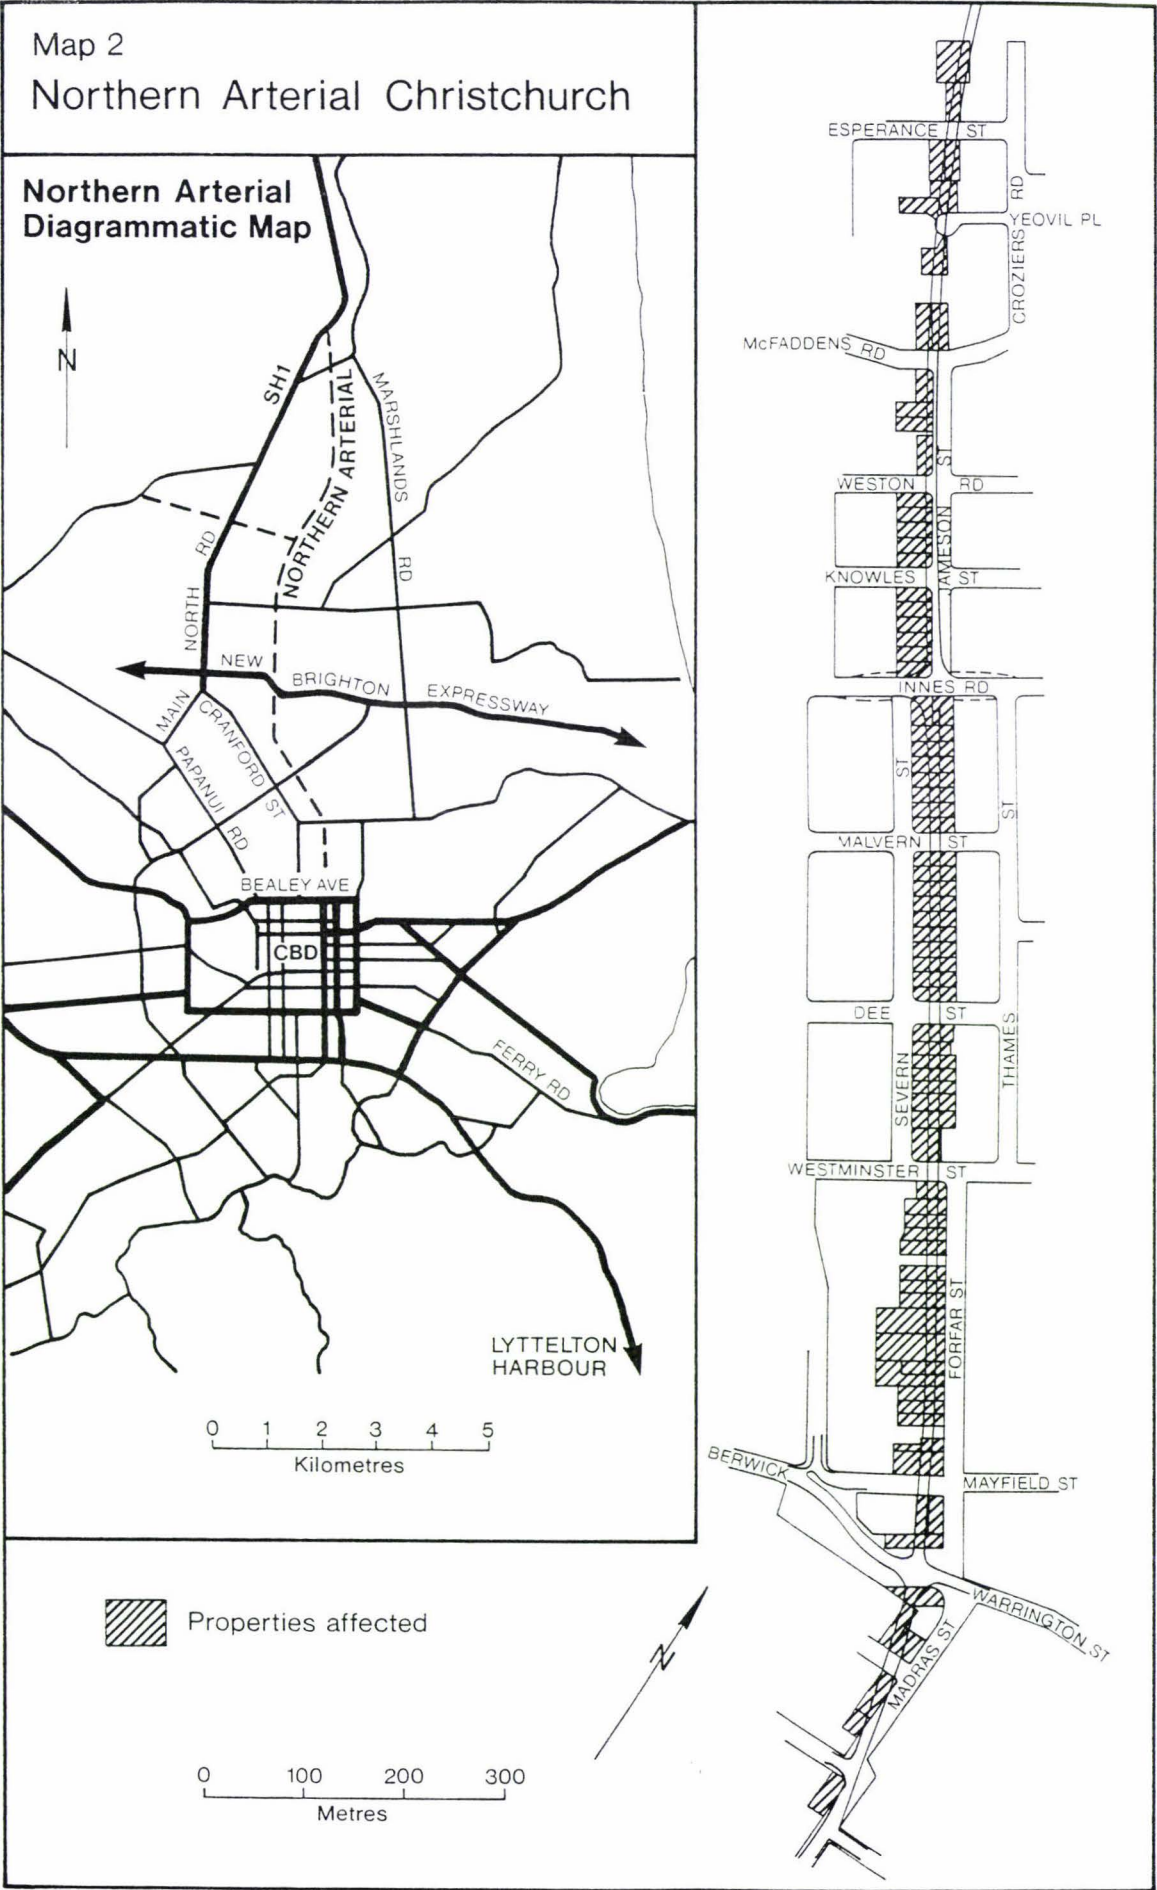 Map 2
Northern Arterial Christchurch
Northern Arterial
Diagrammatic Map
N
SH1
NORTHERN ARTERIAL
MARSHLANDS
RD
RD
NORTH
NEW
BRIGHTON
EXPRESSWAY
MAIN
CRANFORD
ST
PAPANUI
RD
BEALEY AVE
CBD
FERRY RD
LYTTELTON
HARBOUR
0 1 2 3 4 5
Kilometres
Properties affected
N
0 100 200 300
Metres
ESPERANCE ST
RD
YEOVIL PL
CROZIERS
McFADDENS RD
ST
WESTON RD
JAMESON
KNOWLES ST
INNES RD
ST
ST
MALVERN ST
DEE ST
SEVERN
THAMES
WESTMINSTER ST
FORFAR ST
BERWICK
MAYFIELD ST
WARRINGTON ST
MADRAS ST